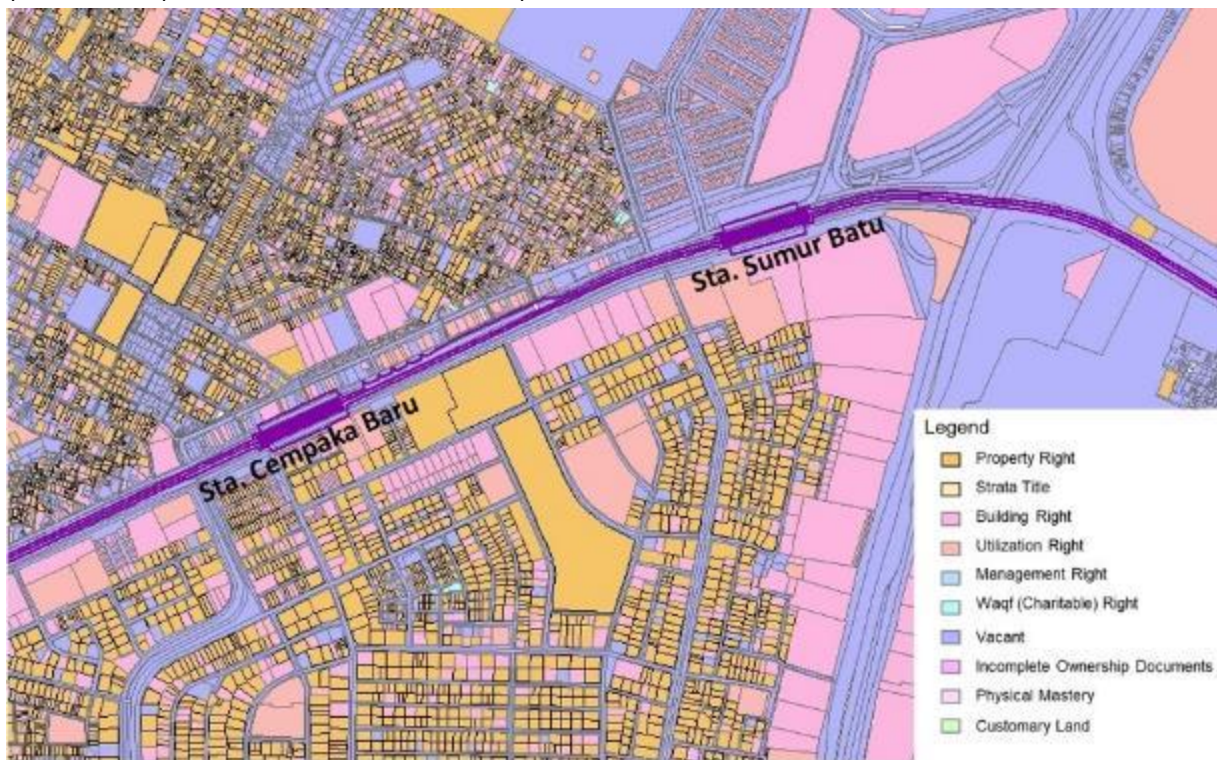 Sta. Sumur Batu
Sta. Cempaka Baru
Legend
Property Right
Strata Title
Building Right
Utilization Right
Management Right
Waqf (Charitable) Right
Vacant
Incomplete Ownership Documents
Physical Mastery
Customary Land